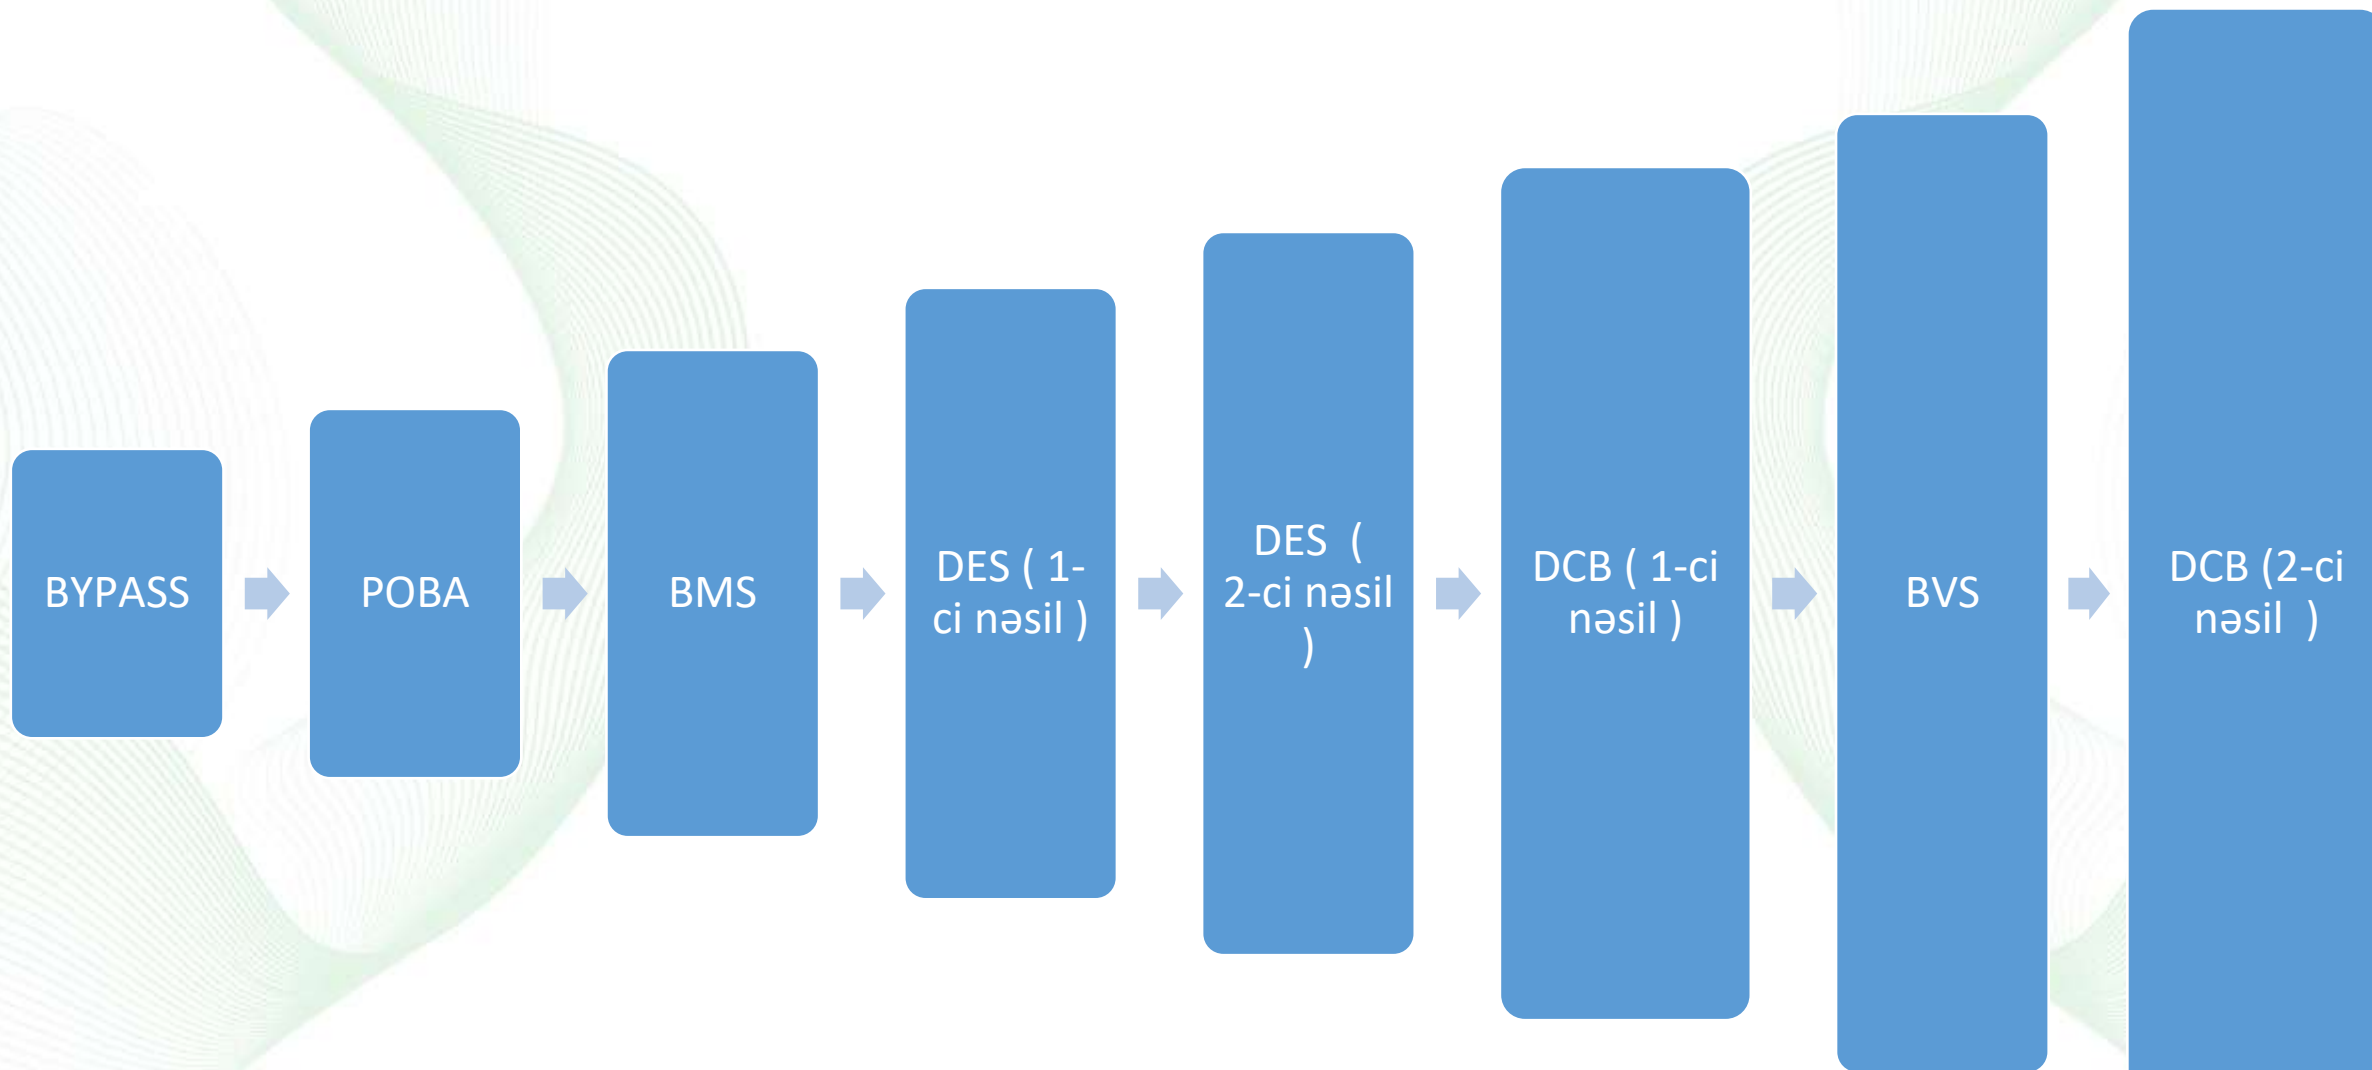 BYPASS
POBA
BMS
DES ( 1-
ci nəsil )
DES  (
2-ci nəsil
)
DCB ( 1-ci
nəsil )
BVS
DCB (2-ci
nəsil  )